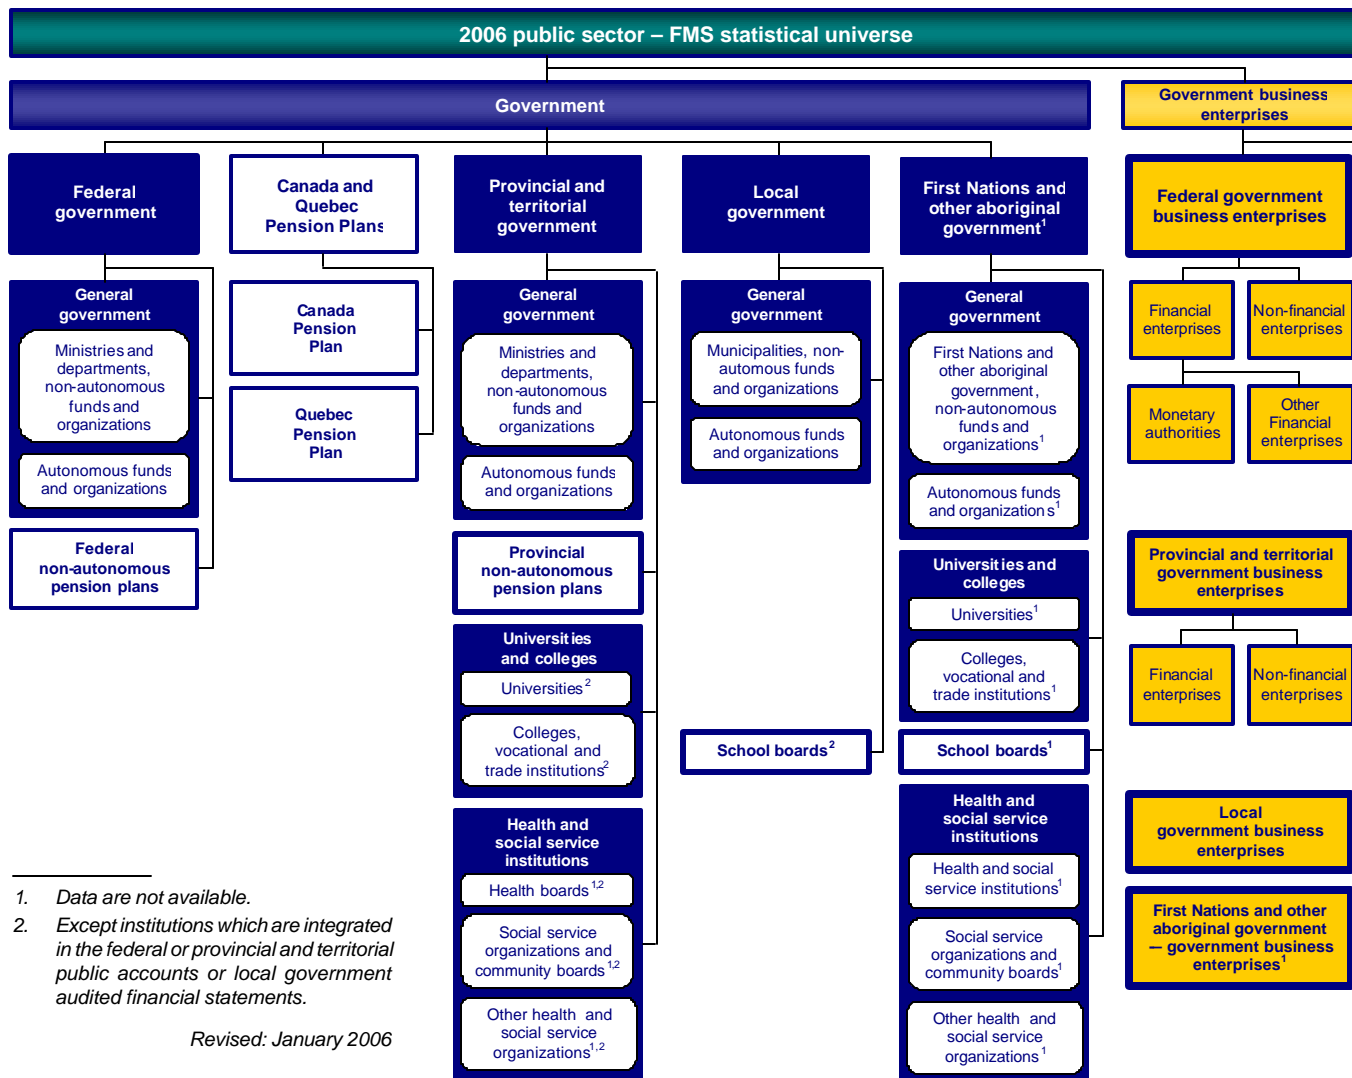 2006 public sector – FMS statistical universe
Government
Government business
enterprises
Federal
government
Canada and
Quebec
Pension Plans
Provincial and
territorial
government
Local
government
First Nations and
other aboriginal
government1
Federal government
business enterprises
General
government
Ministries and
departments,
non-autonomous
funds and
organizations
Autonomous funds
and organizations
Federal
non-autonomous
pension plans
Canada
Pension
Plan
Quebec
Pension
Plan
General
government
Ministries and
departments,
non-autonomous
funds and
organizations
Autonomous funds
and organizations
Provincial
non-autonomous
pension plans
Universities
and colleges
Universities2
Colleges,
vocational and
trade institutions2
Health and
social service
institutions
Health boards1,2
Social service
organizations and
community boards1,2
Other health and
social service
organizations1,2
General
government
Municipalities, non-
automous funds
and organizations
Autonomous funds
and organizations
School boards2
General
government
First Nations and
other aboriginal
government,
non-autonomous
funds and
organizations1
Autonomous funds
and organizations1
Universities and
colleges
Universities1
Colleges,
vocational and
trade institutions1
School boards1
Health and
social service
institutions
Health and social
service institutions1
Social service
organizations and
community boards1
Other health and
social service
organizations1
Financial
enterprises
Non-financial
enterprises
Monetary
authorities
Other
Financial
enterprises
Provincial and territorial
government business
enterprises
Financial
enterprises
Non-financial
enterprises
Local
government business
enterprises
First Nations and other
aboriginal government
— government business
enterprises1
1. Data are not available.
2. Except institutions which are integrated
in the federal or provincial and territorial
public accounts or local government
audited financial statements.
Revised: January 2006